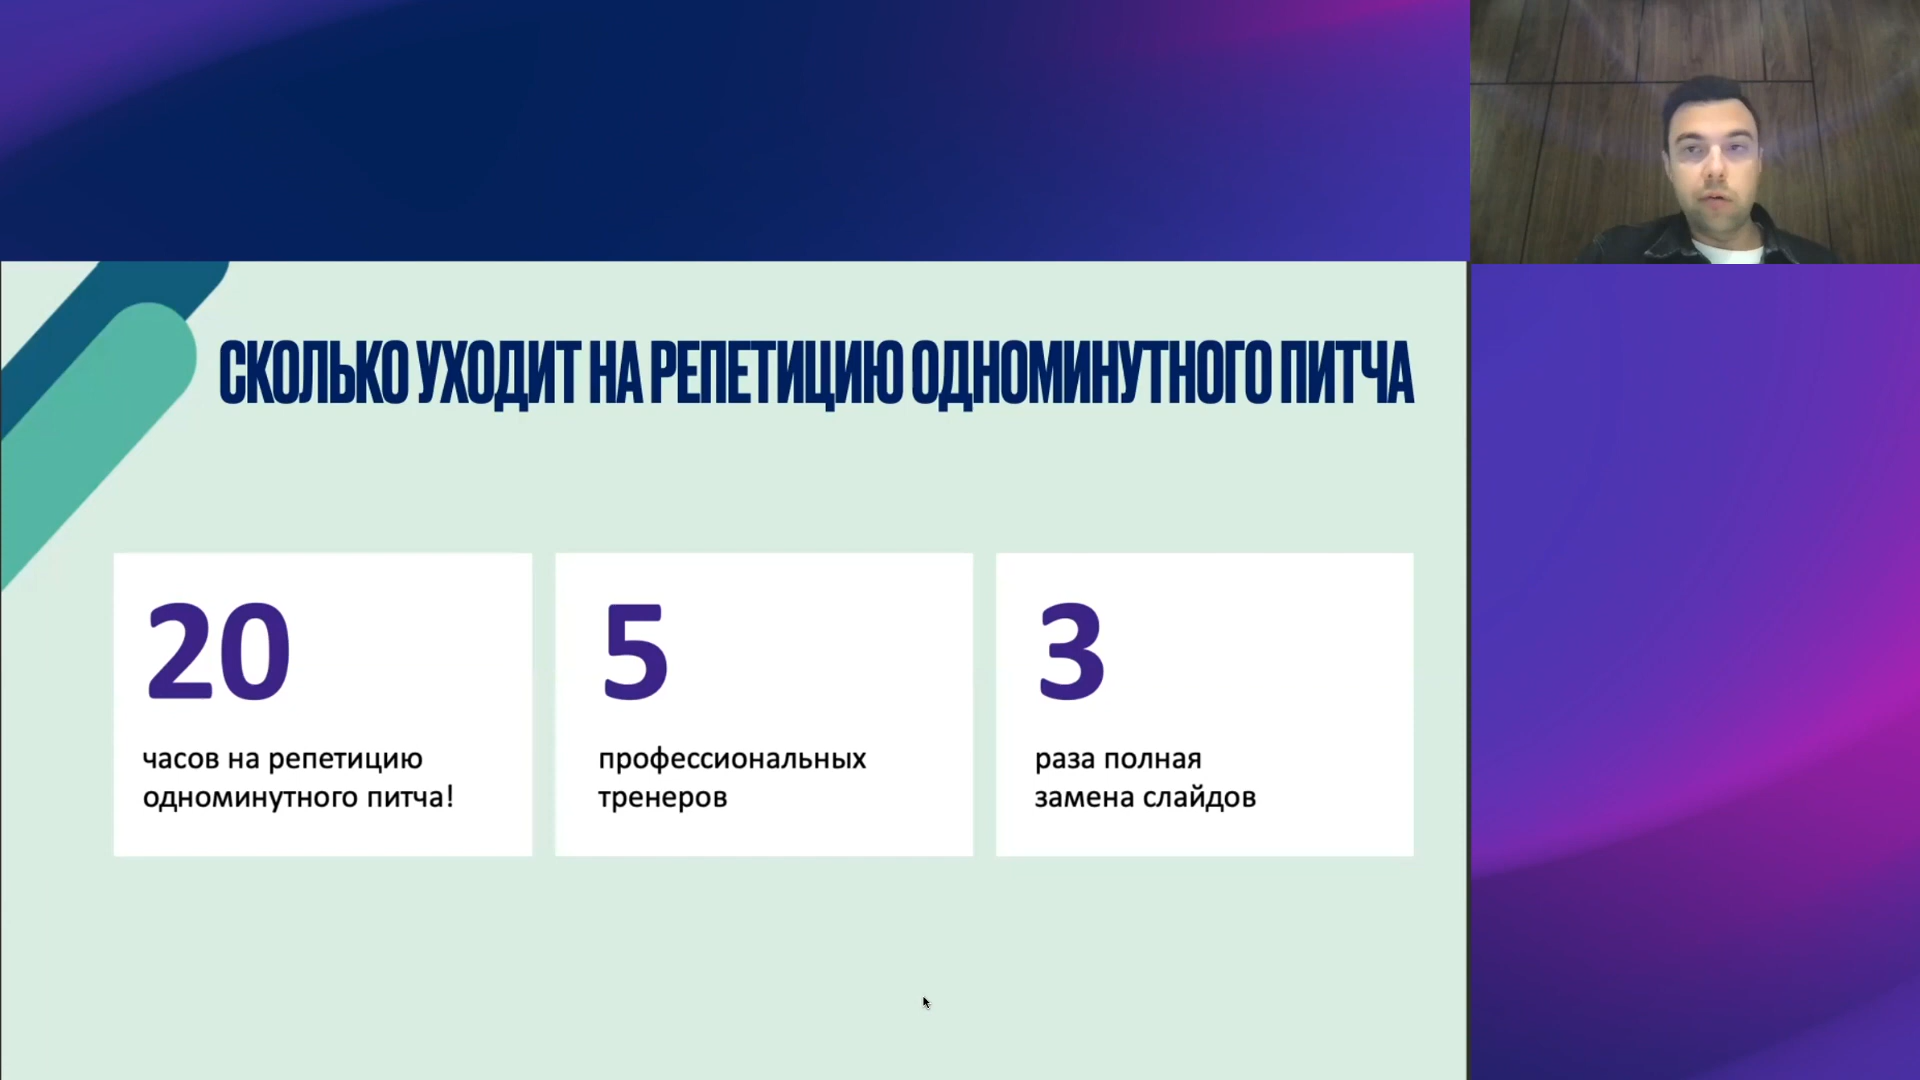 СКОЛЬКО УХОДИТ НА РЕПЕТИЦИЮ ОДНОМИНУТНОГО ПИТЧА
20
часов на репетицию
одноминутного питча!
5
профессиональных
тренеров
3
раза полная
замена слайдов